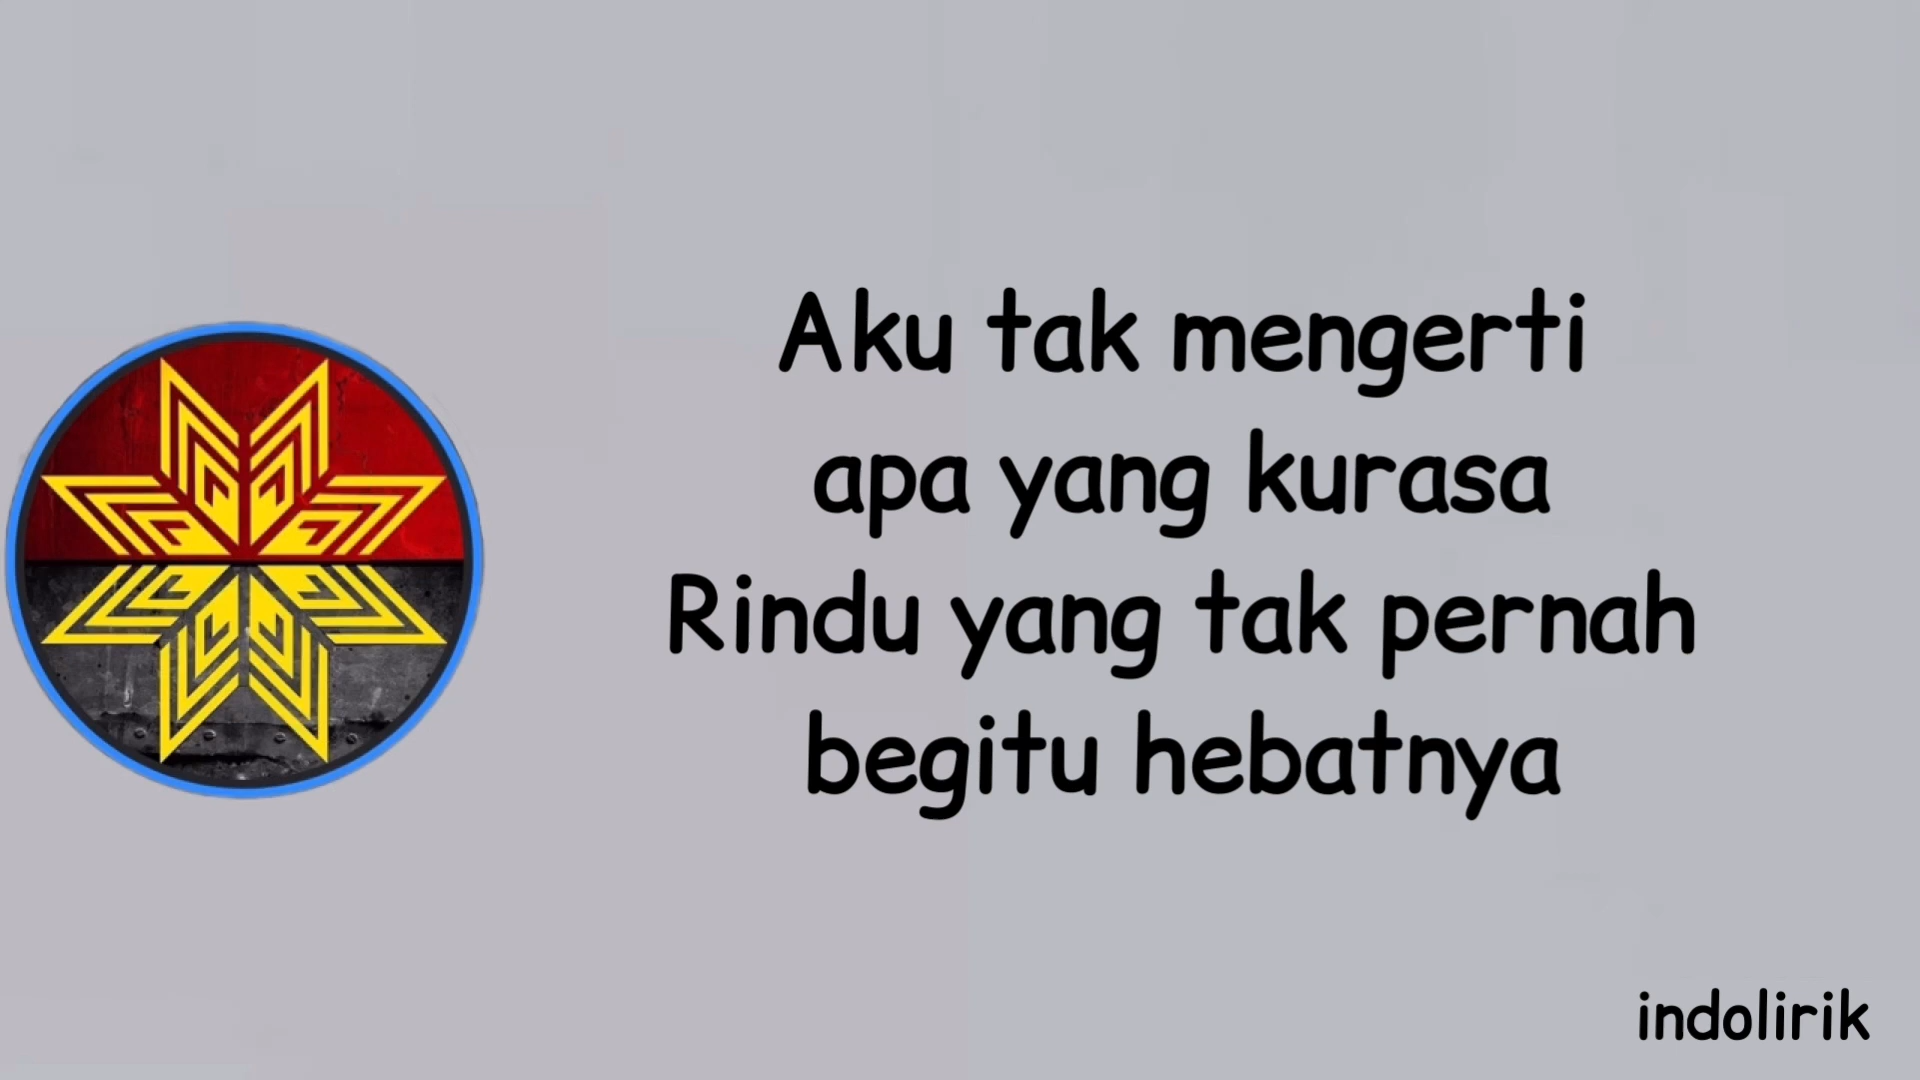 Aku tak mengerti
apa yang kurasa
Rindu yang tak pernah
begitu hebatnya
indolirik